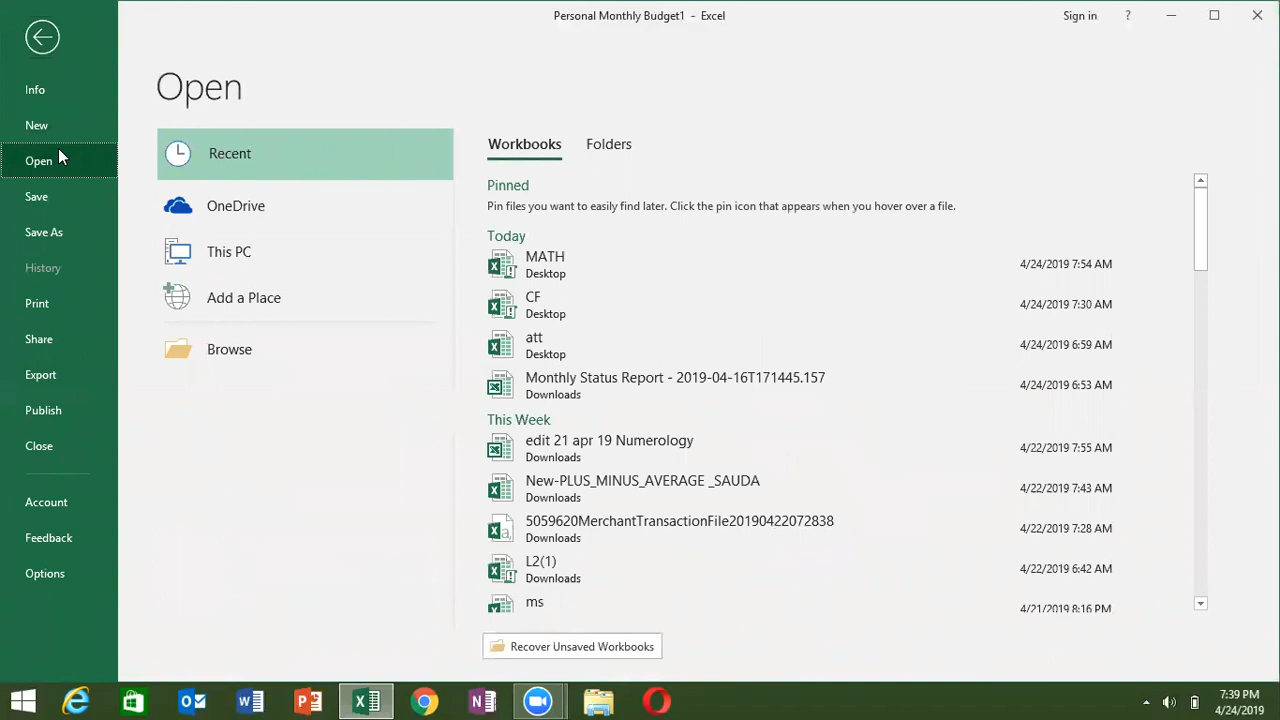 Personal Monthly Budget1 - Excel
Sign in
?
Info
New
Open
Save
Save As
History
Print
Share
Export
Publish
Close
Account
Feedback
Options
Open
Recent
OneDrive
This PC
Add a Place
Browse
Workbooks Folders
Pinned
Pin files you want to easily find later. Click the pin icon that appears when you hover over a file.
Today
MATH
Desktop
4/24/2019 7:54 AM
CF
Desktop
4/24/2019 7:30 AM
att
Desktop
4/24/2019 6:59 AM
Monthly Status Report - 2019-04-16T171445.157
Downloads
4/24/2019 6:53 AM
This Week
edit 21 apr 19 Numerology
Downloads
4/22/2019 7:55 AM
New-PLUS_MINUS_AVERAGE _SAUDA
Downloads
4/22/2019 7:43 AM
5059620MerchantTransactionFile20190422072838
Downloads
4/22/2019 7:28 AM
L2(1)
Downloads
4/22/2019 6:42 AM
ms
4/21/2019 8:16 PM
Recover Unsaved Workbooks
7:39 PM
4/24/2019